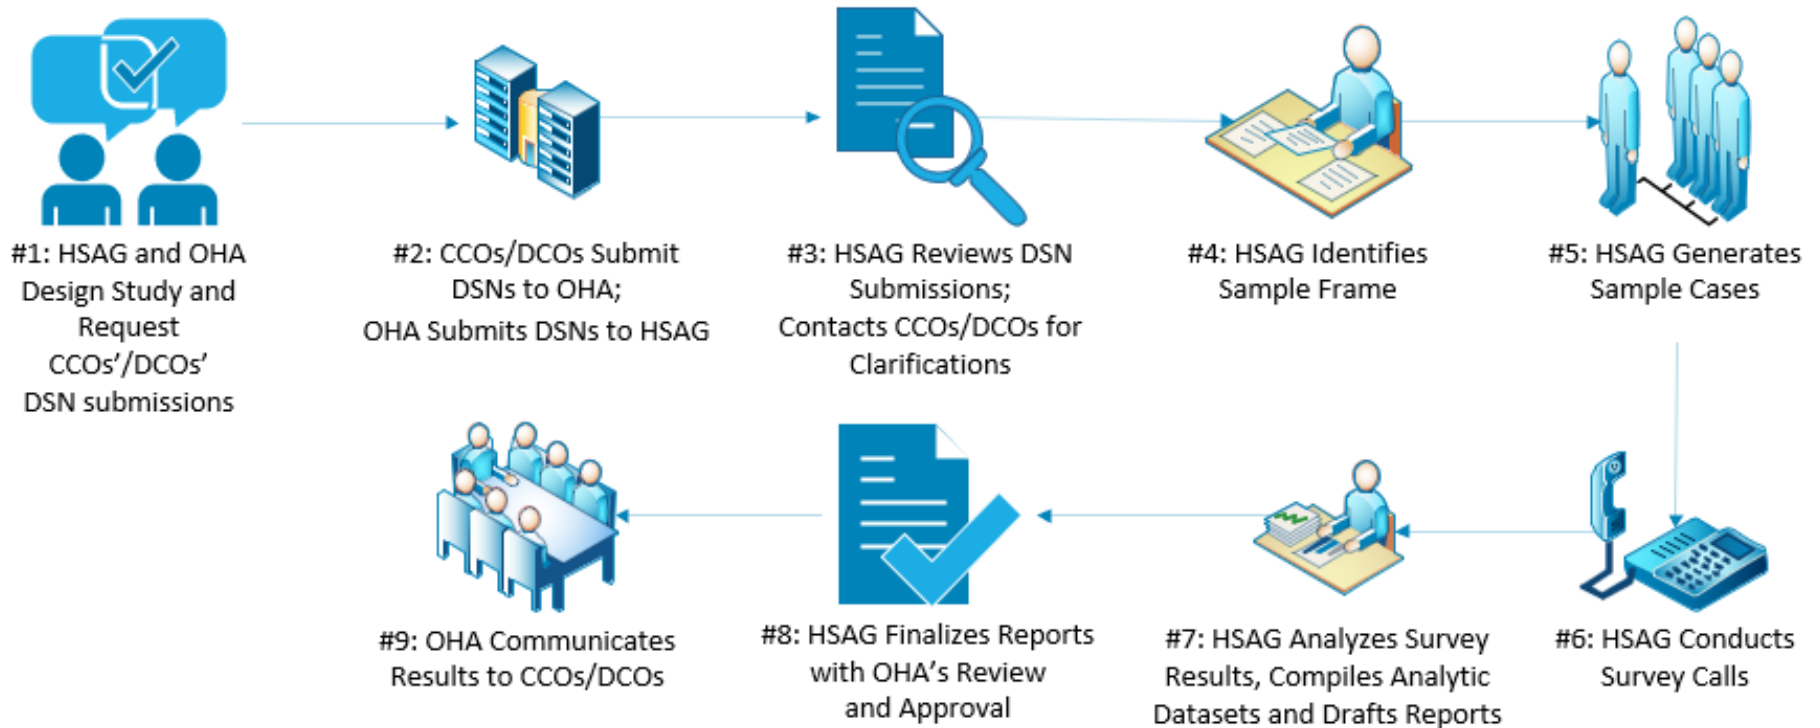 #1: HSAG and OHA
Design Study and
Request
CCOs’/DCOs’
DSN submissions
#2: CCOs/DCOs Submit
DSNs to OHA;
OHA Submits DSNs to HSAG
#3: HSAG Reviews DSN
Submissions;
Contacts CCOs/DCOs for
Clarifications
#4: HSAG Identifies
Sample Frame
#5: HSAG Generates
Sample Cases
#6: HSAG Conducts
Survey Calls
#7: HSAG Analyzes Survey
Results, Compiles Analytic
Datasets and Drafts Reports
#8: HSAG Finalizes Reports
with OHA’s Review
and Approval
#9: OHA Communicates
Results to CCOs/DCOs